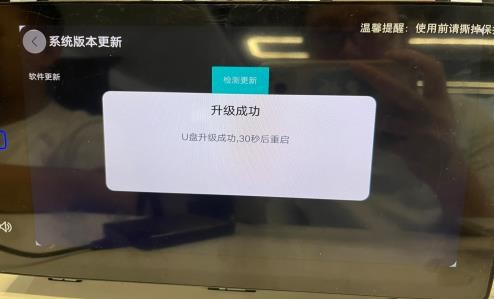 温馨提醒：使用前请撕掉保
系统版本更新
软件更新
检测更新
升级成功
U盘升级成功,30秒后重启